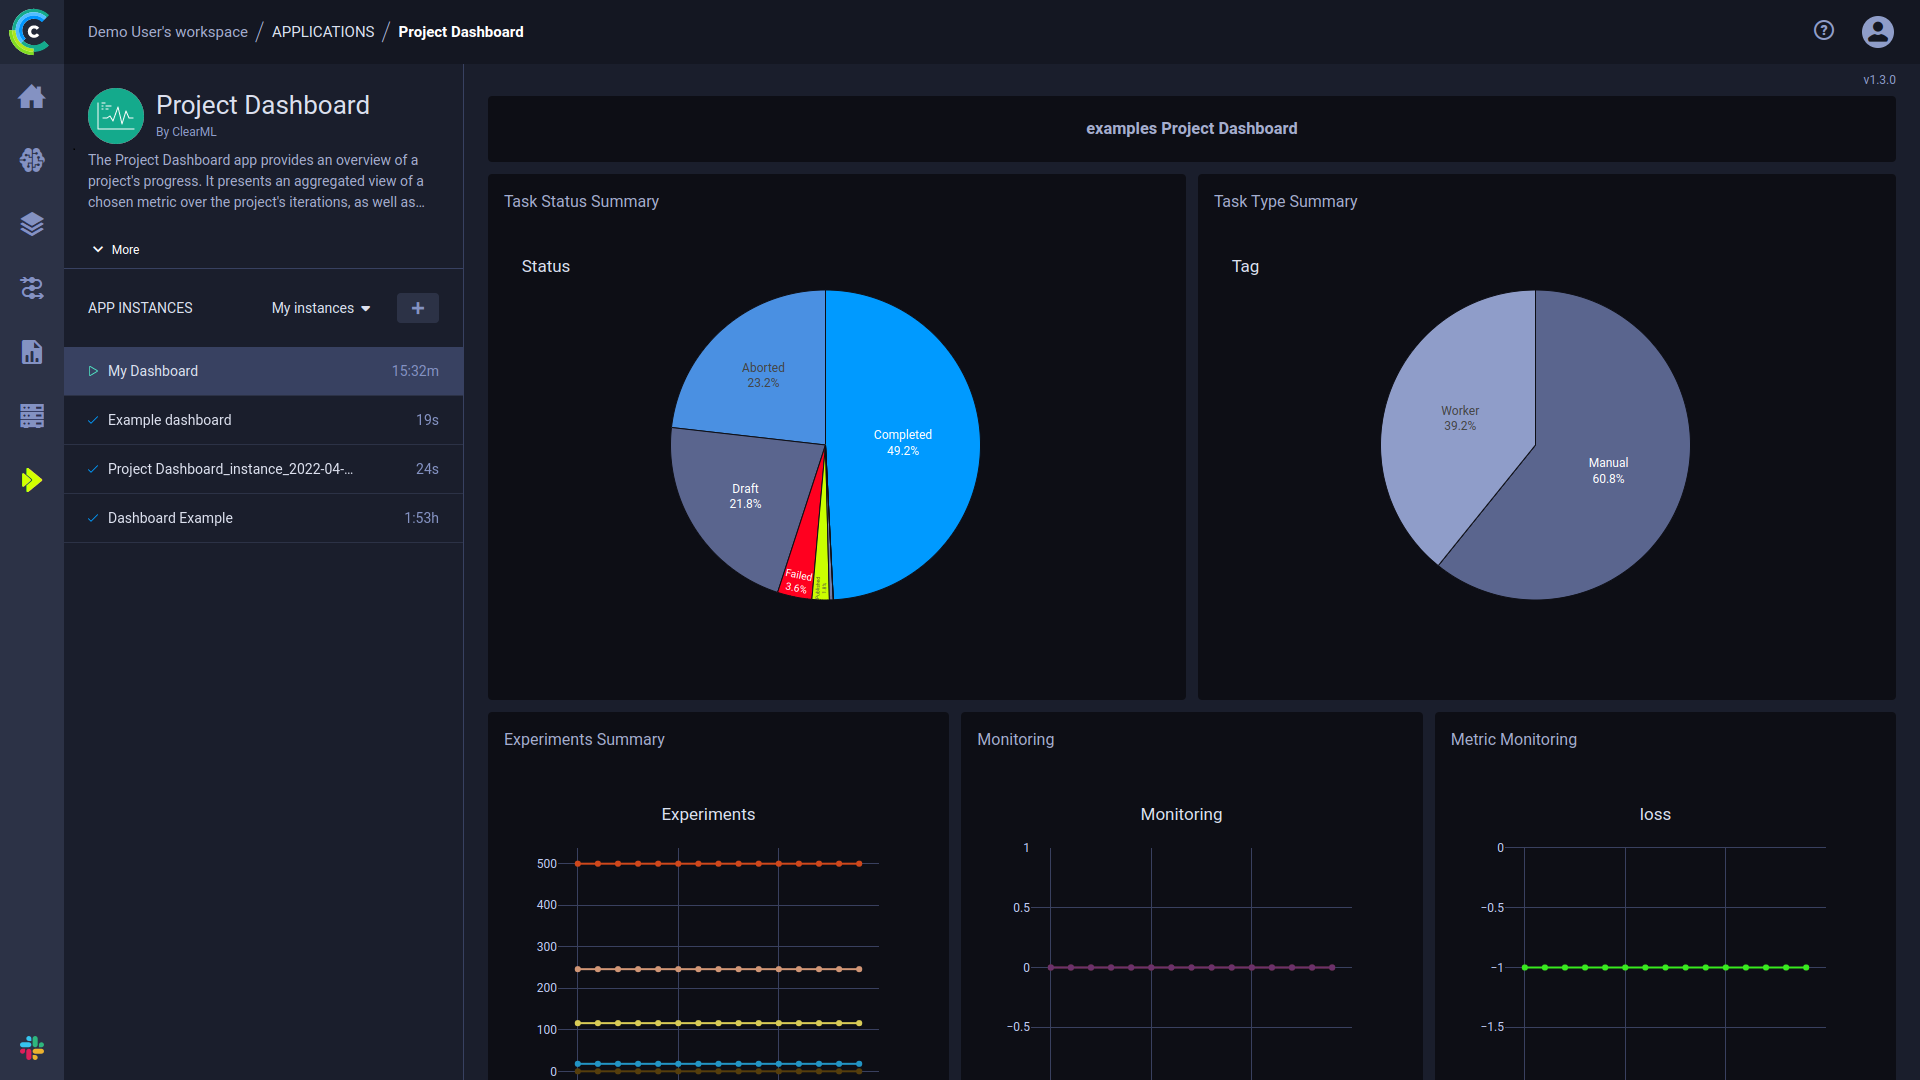 Demo User's workspace / APPLICATIONS / Project Dashboard
v1.3.0
Project Dashboard
By ClearML
The Project Dashboard app provides an overview of a
project's progress. It presents an aggregated view of a
chosen metric over the project's iterations, as well as…
More
APP INSTANCES
My instances
+
My Dashboard 15:32m
Example dashboard 19s
Project Dashboard_instance_2022-04-... 24s
Dashboard Example 1:53h
examples Project Dashboard
Task Status Summary
Status
Aborted
23.2%
Completed
49.2%
Draft
21.8%
Failed
3.6%
Task Type Summary
Tag
Worker
39.2%
Manual
60.8%
Experiments Summary
Experiments
500
400
300
200
100
0
Monitoring
Monitoring
1
0.5
0
−0.5
Metric Monitoring
loss
0
−0.5
−1
−1.5